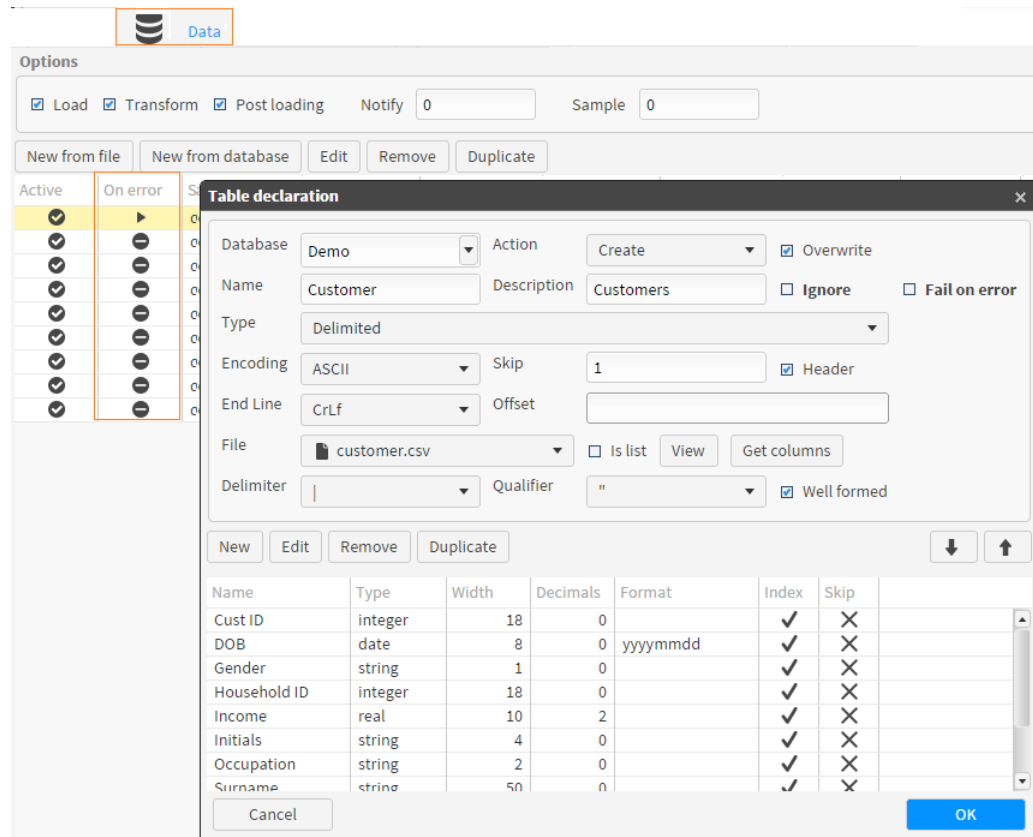 Data
Options
Load Transform Post loading Notify 0 Sample 0
New from file New from database Edit Remove Duplicate
Active On error
Table declaration
Database Demo Action Create Overwrite
Name Customer Description Customers Ignore Fail on error
Type Delimited
Encoding ASCII Skip 1 Header
End Line CrLf Offset
File customer.csv Is list View Get columns
Delimiter | Qualifier " Well formed
New Edit Remove Duplicate
Name Type Width Decimals Format Index Skip
Cust ID integer 18 0
DOB date 8 0 yyyymmdd
Gender string 1 0
Household ID integer 18 0
Income real 10 2
Initials string 4 0
Occupation string 2 0
Surname string 50 0
Cancel OK